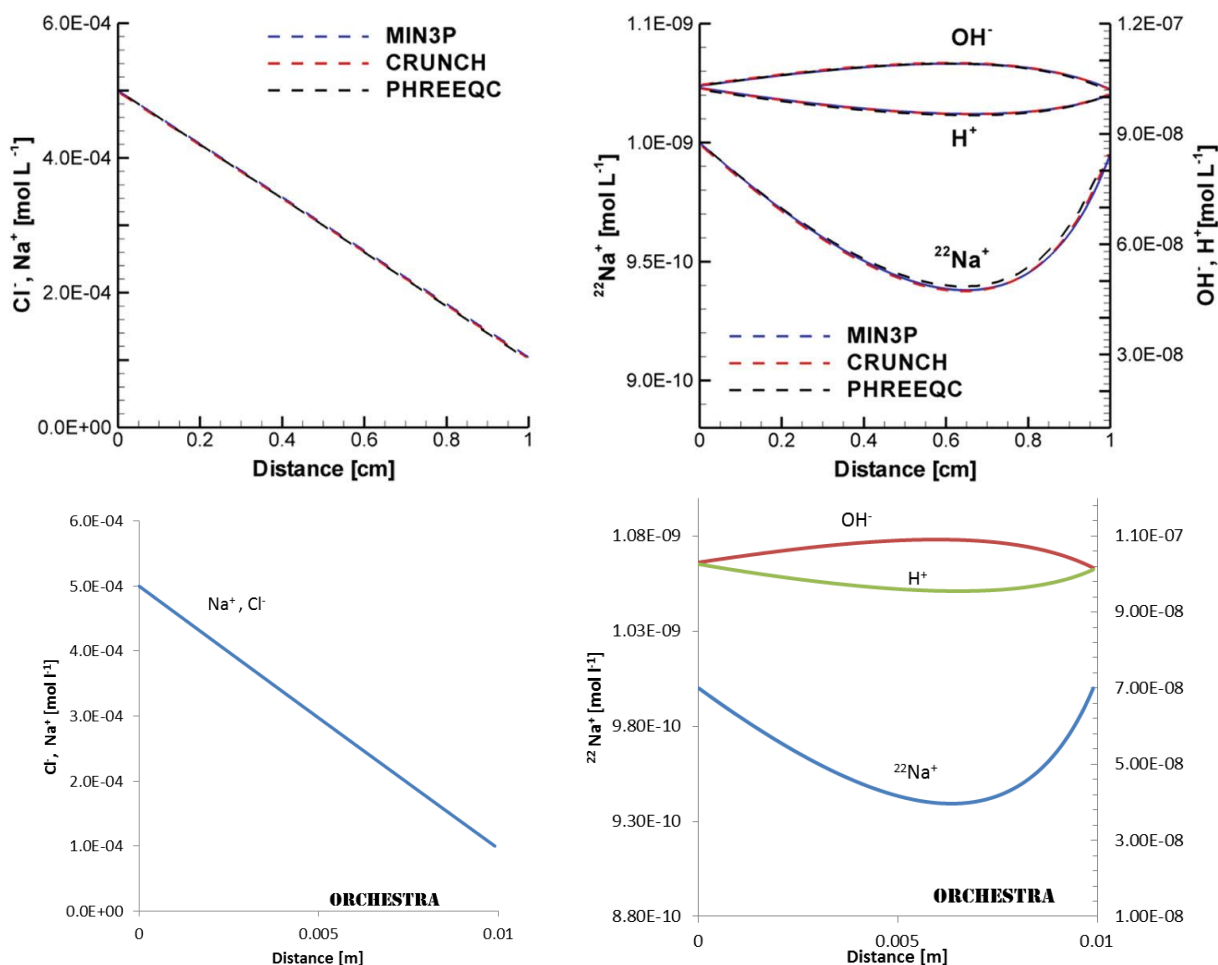 6.0E-04
4.0E-04
2.0E-04
0.0E+00
Cl⁻, Na⁺ [mol L⁻¹]
MIN3P
CRUNCH
PHREEQC
0
0.2
0.4
0.6
0.8
1
Distance [cm]
1.1E-09
1.0E-09
9.5E-10
9.0E-10
²²Na⁺ [mol L⁻¹]
OH⁻
H⁺
²²Na⁺
MIN3P
CRUNCH
PHREEQC
1.2E-07
9.0E-08
6.0E-08
3.0E-08
OH⁻, H⁺[mol L⁻¹]
0
0.2
0.4
0.6
0.8
1
Distance [cm]
6.0E-04
5.0E-04
4.0E-04
3.0E-04
2.0E-04
1.0E-04
0.0E+00
Cl⁻, Na⁺ [mol l⁻¹]
Na⁺ , Cl⁻
ORCHESTRA
0
0.005
0.01
Distance [m]
1.08E-09
1.03E-09
9.80E-10
9.30E-10
8.80E-10
²² Na⁺ [mol l⁻¹]
OH⁻
H⁺
²²Na⁺
ORCHESTRA
1.10E-07
9.00E-08
7.00E-08
5.00E-08
3.00E-08
1.00E-08
0
0.005
0.01
Distance [m]